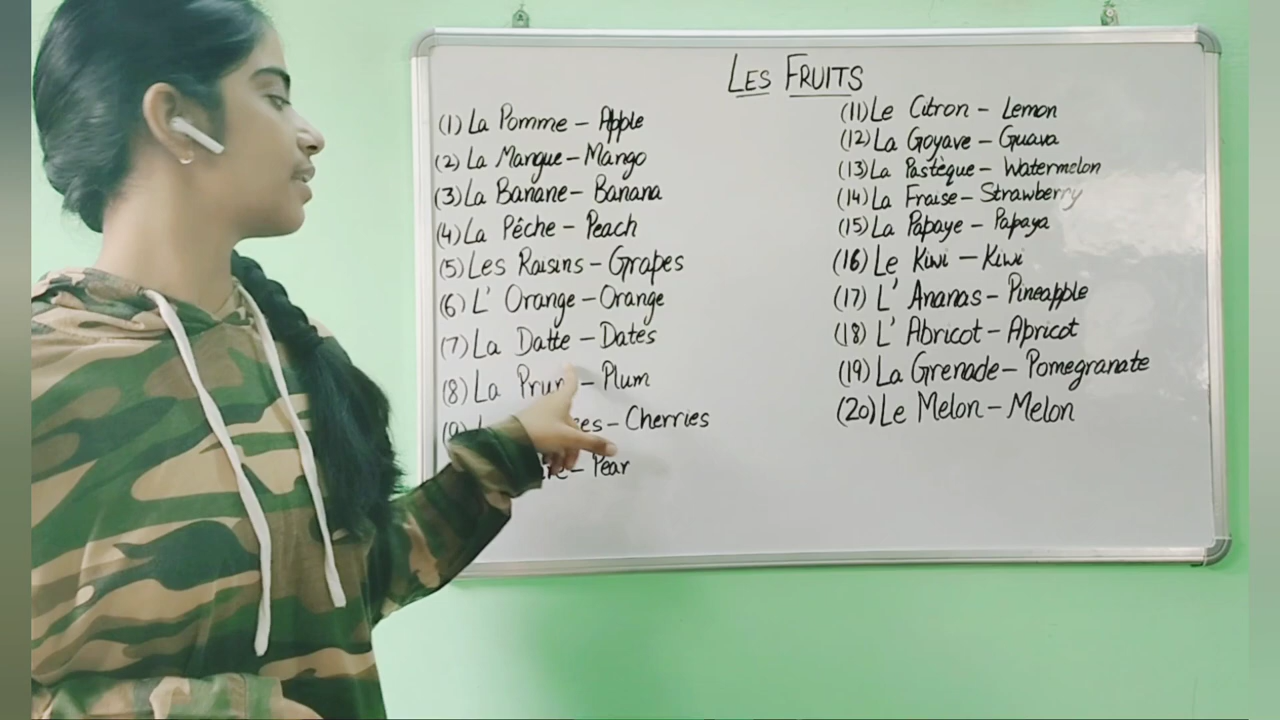 LES FRUITS
(1) La Pomme – Apple
(2) La Mangue – Mango
(3) La Banane – Banana
(4) La Pêche – Peach
(5) Les Raisins – Grapes
(6) L' Orange – Orange
(7) La Datte – Dates
(8) La – Plum
– Cherries
– Pear
(11) Le Citron – Lemon
(12) La Goyave – Guava
(13) La Pastèque – Watermelon
(14) La Fraise – Strawberry
(15) La Papaye – Papaya
(16) Le Kiwi – Kiwi
(17) L' Ananas – Pineapple
(18) L' Abricot – Apricot
(19) La Grenade – Pomegranate
(20) Le Melon – Melon